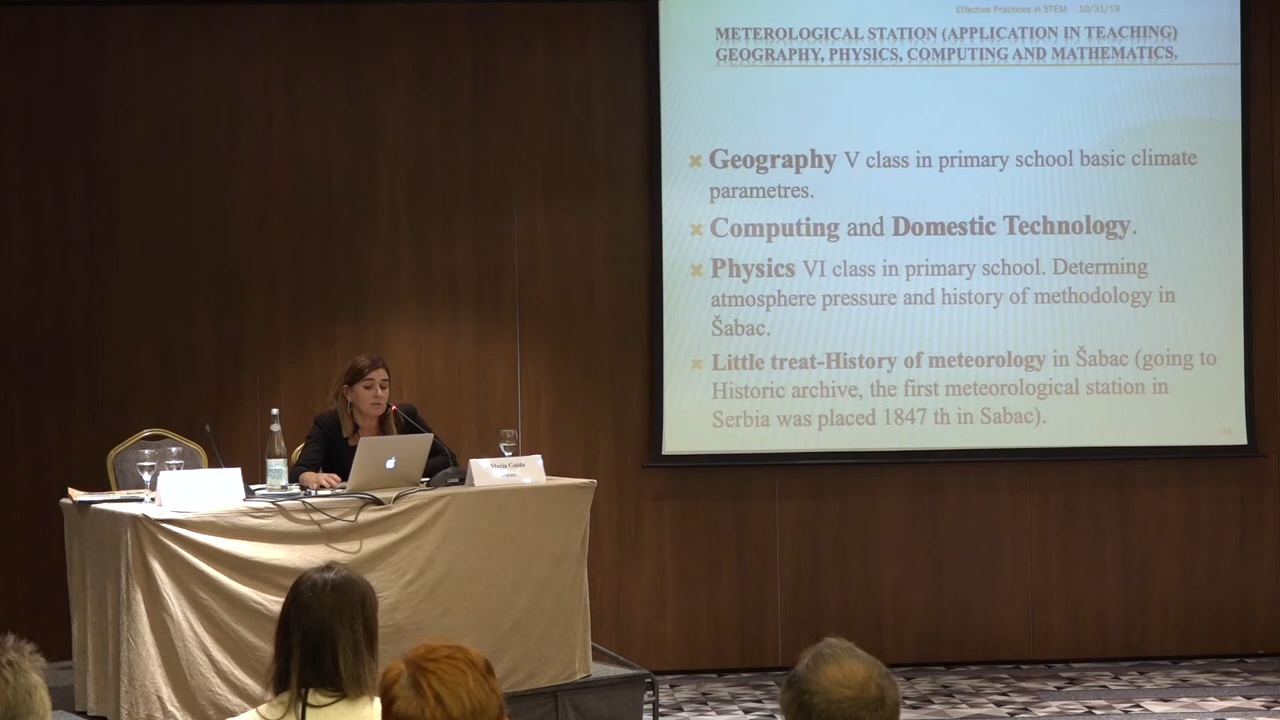 Effective Practices in STEM 10/31/19
METEROLOGICAL STATION (APPLICATION IN TEACHING)
GEOGRAPHY, PHYSICS, COMPUTING AND MATHEMATICS.
Geography V class in primary school basic climate
parametres.
Computing and Domestic Technology.
Physics VI class in primary school. Determing
atmosphere pressure and history of methodology in
Šabac.
Little treat-History of meteorology in Šabac (going to
Historic archive, the first meteorological station in
Serbia was placed 1847 th in Sabac).